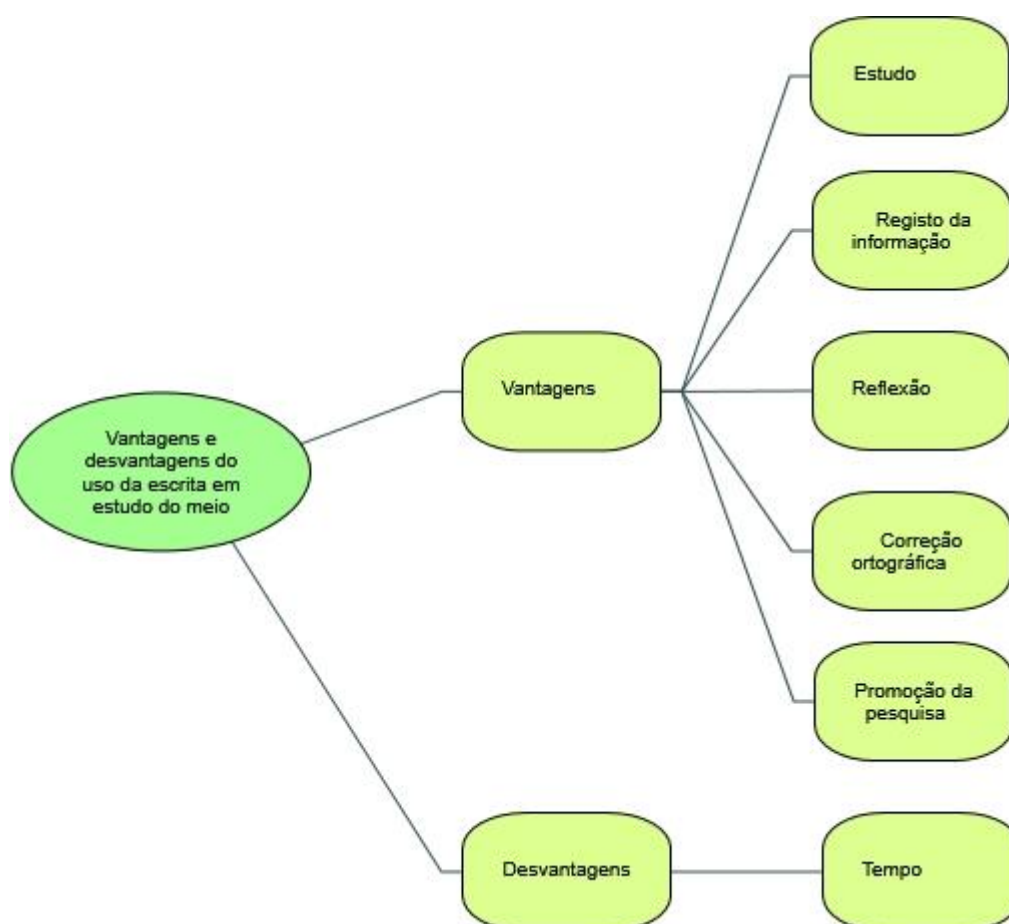 Vantagens e
desvantagens do
uso da escrita em
estudo do meio
Vantagens
Estudo
Registo da
informação
Reflexão
Correção
ortográfica
Promoção da
pesquisa
Desvantagens
Tempo